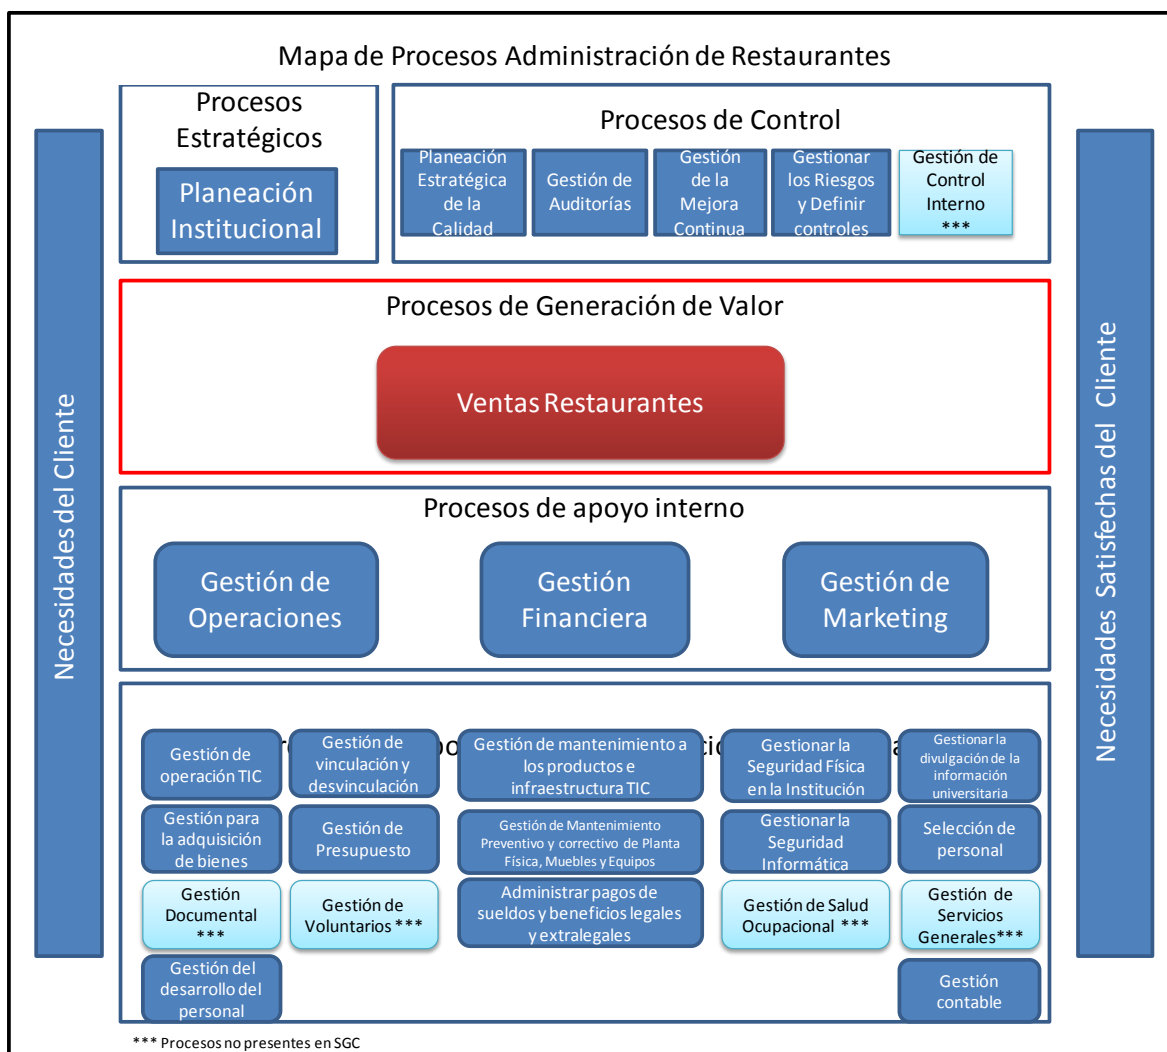 Mapa de Procesos Administración de Restaurantes
Procesos
Estratégicos
Planeación
Institucional
Procesos de Control
Planeación
Estratégica
de la
Calidad
Gestión de
Auditorías
Gestión
de la
Mejora
Continua
Gestionar
los Riesgos
y Definir
controles
Gestión de
Control
Interno
***
Necesidades del Cliente
Procesos de Generación de Valor
Ventas Restaurantes
Necesidades Satisfechas del Cliente
Procesos de apoyo interno
Gestión de
Operaciones
Gestión
Financiera
Gestión de
Marketing
Gestión de
operación TIC
Gestión de
vinculación y
desvinculación
Gestión de mantenimiento a
los productos e
infraestructura TIC
Gestionar la
Seguridad Física
en la Institución
Gestionar la
divulgación de la
información
universitaria
Gestión para
la adquisición
de bienes
Gestión de
Presupuesto
Gestión de Mantenimiento
Preventivo y correctivo de Planta
Física, Muebles y Equipos
Gestionar la
Seguridad
Informática
Selección de
personal
Gestión
Documental
***
Gestión de
Voluntarios ***
Administrar pagos de
sueldos y beneficios legales
y extralegales
Gestión de Salud
Ocupacional ***
Gestión de
Servicios
Generales***
Gestión del
desarrollo del
personal
Gestión
contable
*** Procesos no presentes en SGC